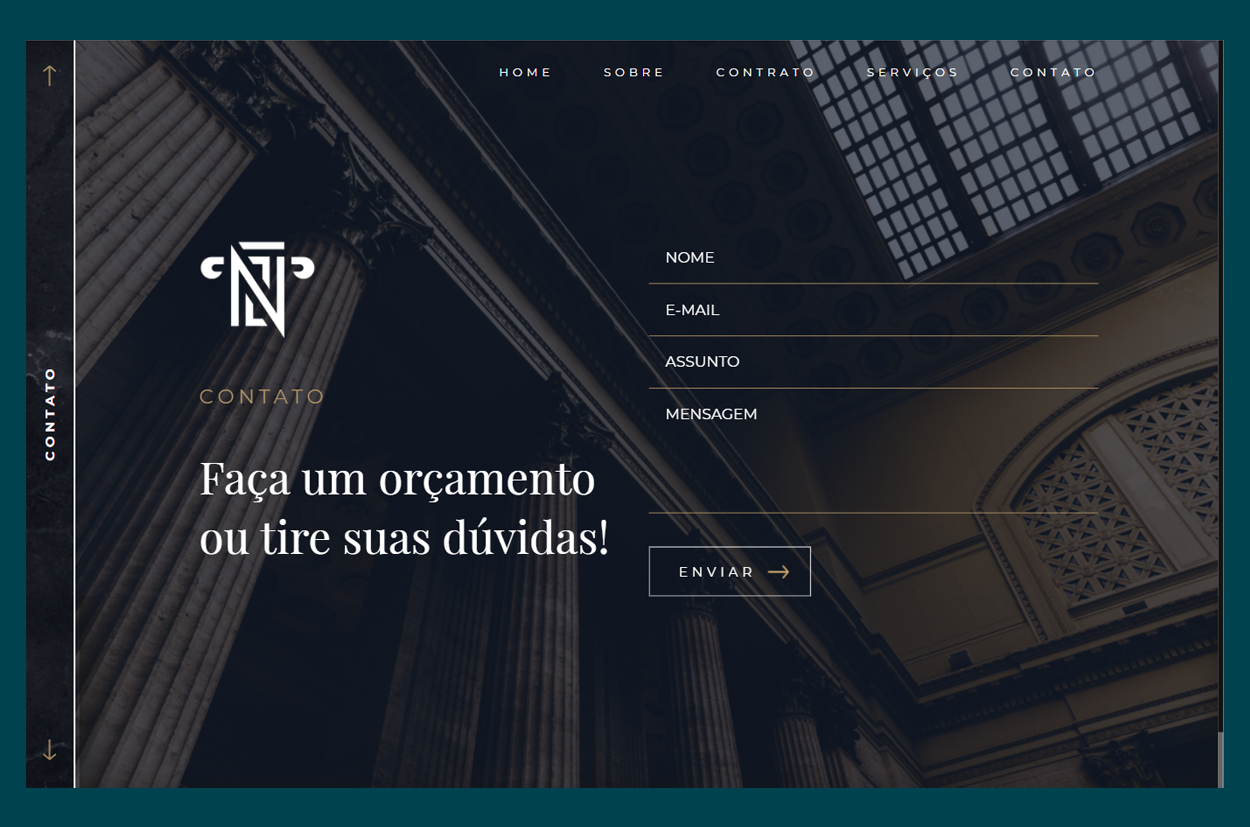 HOME SOBRE CONTRATO SERVIÇOS CONTATO
CONTATO
CONTATO
Faça um orçamento
ou tire suas dúvidas!
NOME
E-MAIL
ASSUNTO
MENSAGEM
ENVIAR